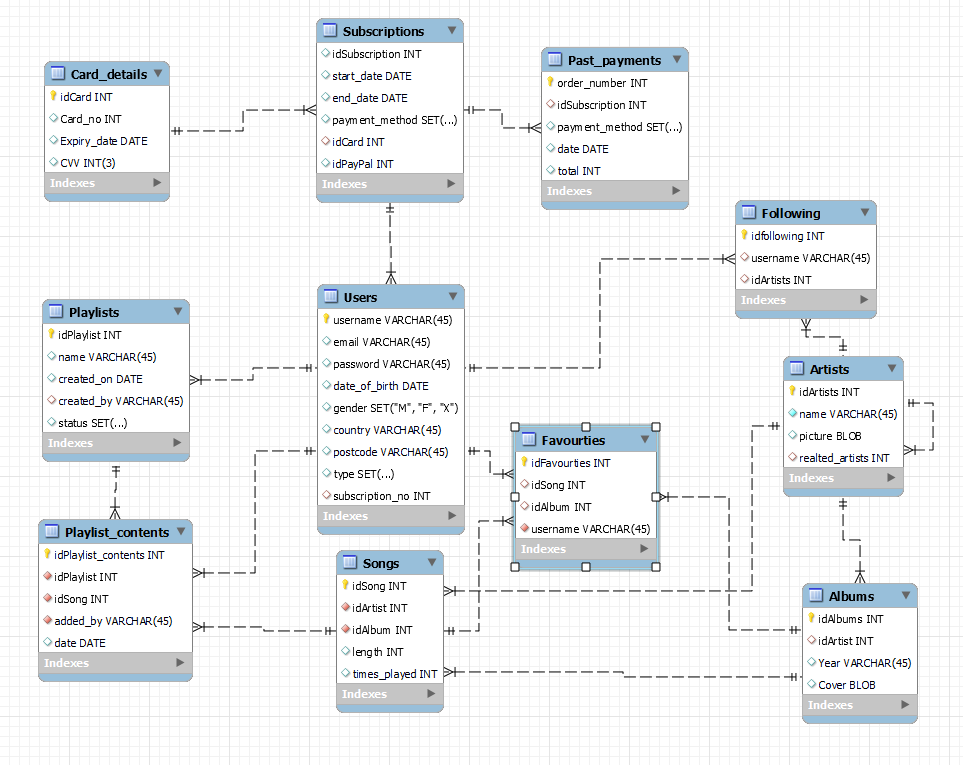 Card_details
idCard INT
Card_no INT
Expiry_date DATE
CVV INT(3)
Indexes
Subscriptions
idSubscription INT
start_date DATE
end_date DATE
payment_method SET(...)
idCard INT
idPayPal INT
Indexes
Past_payments
order_number INT
idSubscription INT
payment_method SET(...)
date DATE
total INT
Indexes
Following
idfollowing INT
username VARCHAR(45)
idArtists INT
Indexes
Playlists
idPlaylist INT
name VARCHAR(45)
created_on DATE
created_by VARCHAR(45)
status SET(...)
Indexes
Users
username VARCHAR(45)
email VARCHAR(45)
password VARCHAR(45)
date_of_birth DATE
gender SET("M", "F", "X")
country VARCHAR(45)
postcode VARCHAR(45)
type SET(...)
subscription_no INT
Indexes
Artists
idArtists INT
name VARCHAR(45)
picture BLOB
realted_artists INT
Indexes
Favourties
idFavourties INT
idSong INT
idAlbum INT
username VARCHAR(45)
Indexes
Playlist_contents
idPlaylist_contents INT
idPlaylist INT
idSong INT
added_by VARCHAR(45)
date DATE
Indexes
Songs
idSong INT
idArtist INT
idAlbum INT
length INT
times_played INT
Indexes
Albums
idAlbums INT
idArtist INT
Year VARCHAR(45)
Cover BLOB
Indexes